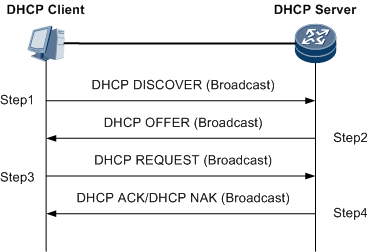 DHCP Client
DHCP Server
DHCP DISCOVER (Broadcast)
Step1
DHCP OFFER (Broadcast)
Step2
DHCP REQUEST (Broadcast)
Step3
DHCP ACK/DHCP NAK (Broadcast)
Step4